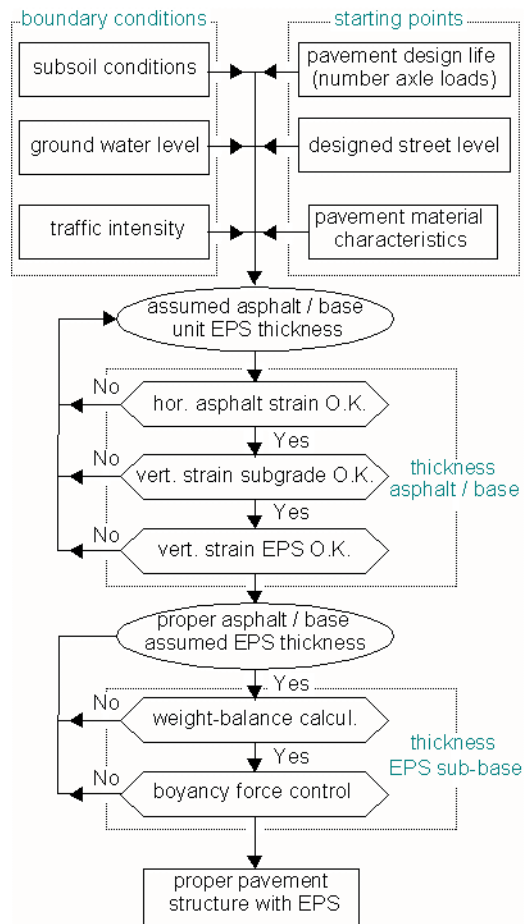 boundary conditions
starting points
subsoil conditions
pavement design life
(number axle loads)
ground water level
designed street level
traffic intensity
pavement material
characteristics
assumed asphalt / base
unit EPS thickness
No
hor. asphalt strain O.K.
Yes
No
vert. strain subgrade O.K.
thickness
asphalt / base
Yes
No
vert. strain EPS O.K.
proper asphalt / base
assumed EPS thickness
Yes
No
weight-balance calcul.
Yes
thickness
EPS sub-base
No
boyancy force control
proper pavement
structure with EPS